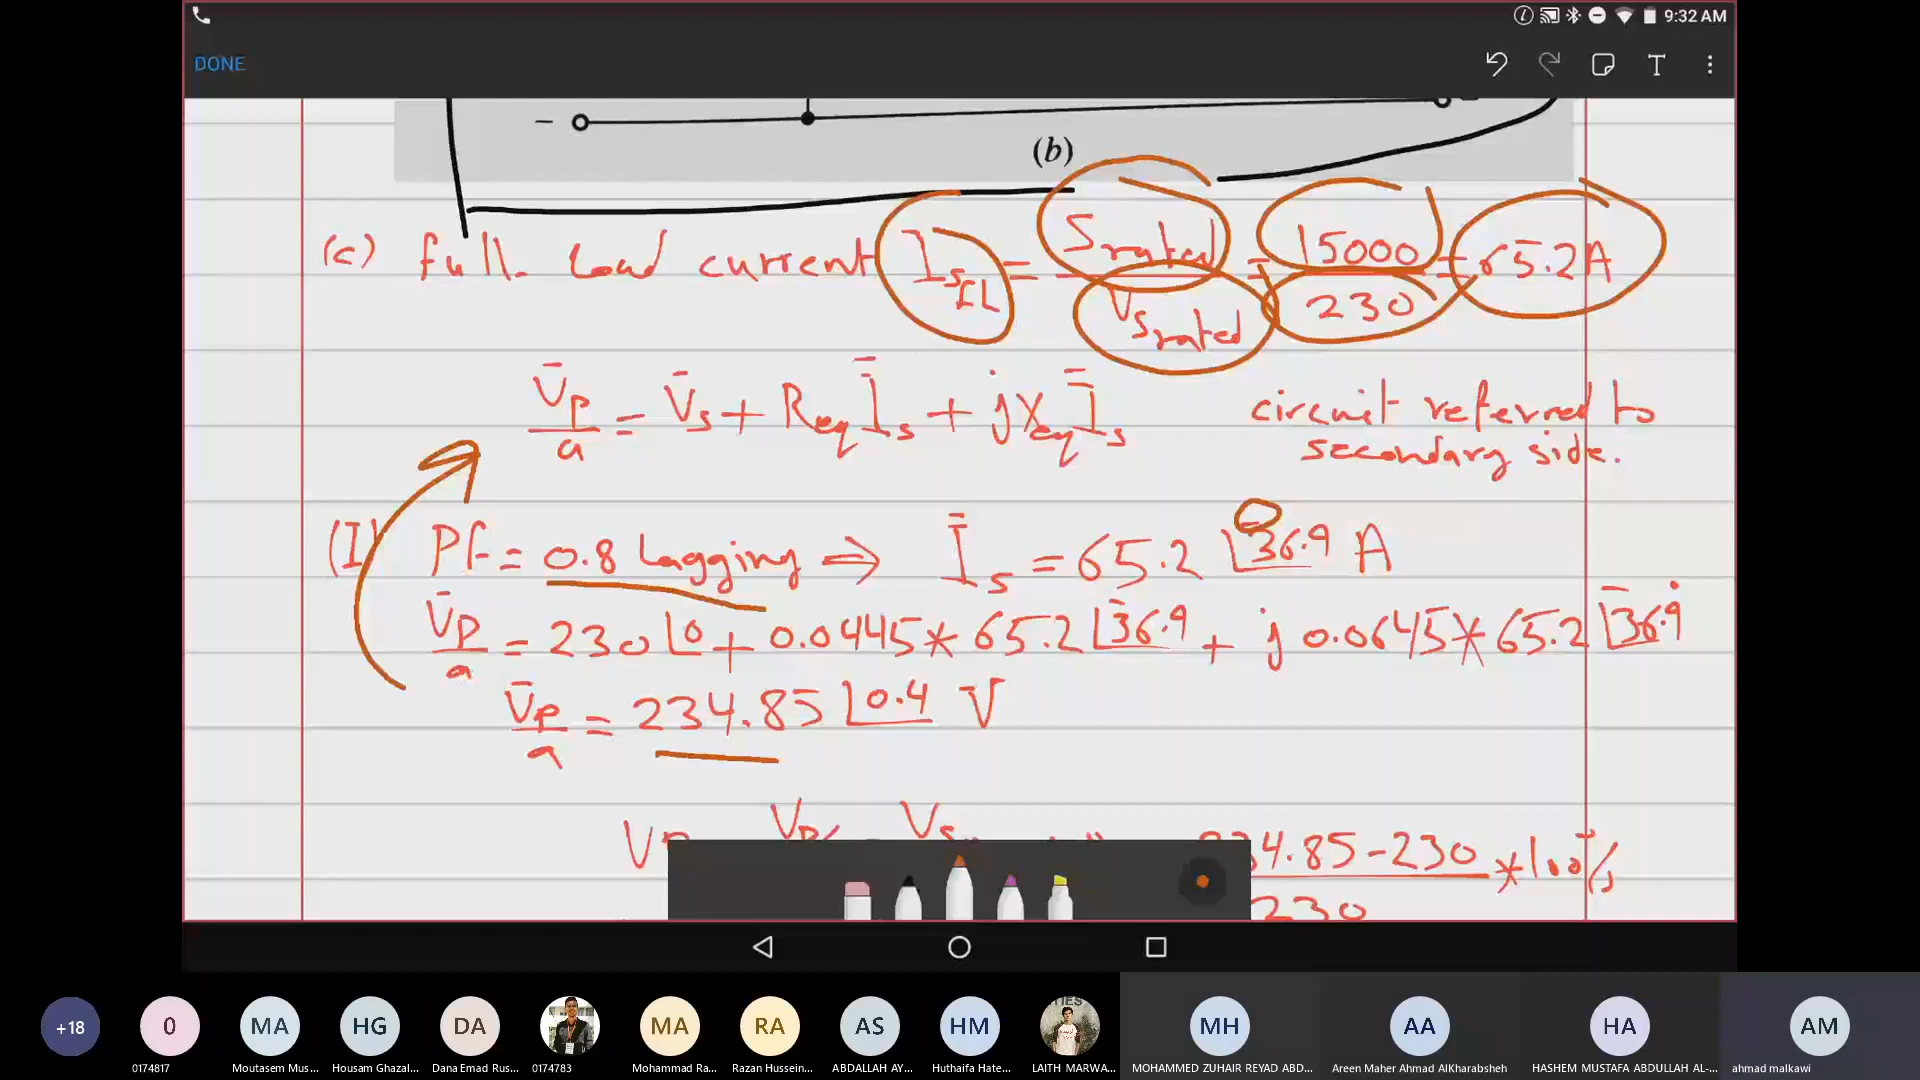 9:32 AM
DONE
(b)
(c) full-load current I_sFL = S_rated / V_s rated = 15000 / 230 = 65.2A
V̄p/a = V̄s + Req Īs + jXeq Īs circuit referred to
secondary side.
(I) PF = 0.8 lagging ⇒ Īs = 65.2 ∠-36.9 A
V̄p/a = 230∠0 + 0.0445 * 65.2∠-36.9 + j 0.0645 * 65.2∠-36.9
V̄p/a = 234.85∠0.4 V
4.85-230 / 230 *100%
+18
0
MA
HG
DA
MA
RA
AS
HM
MH
AA
HA
AM
0174817
Moutasem Mus...
Housam Ghazal...
Dana Emad Rus...
0174783
Mohammad Ra...
Razan Hussein...
ABDALLAH AY...
Huthaifa Hate...
LAITH MARWA...
MOHAMMED ZUHAIR REYAD ABD...
Areen Maher Ahmad AlKharabsheh
HASHEM MUSTAFA ABDULLAH AL-...
ahmad malkawi